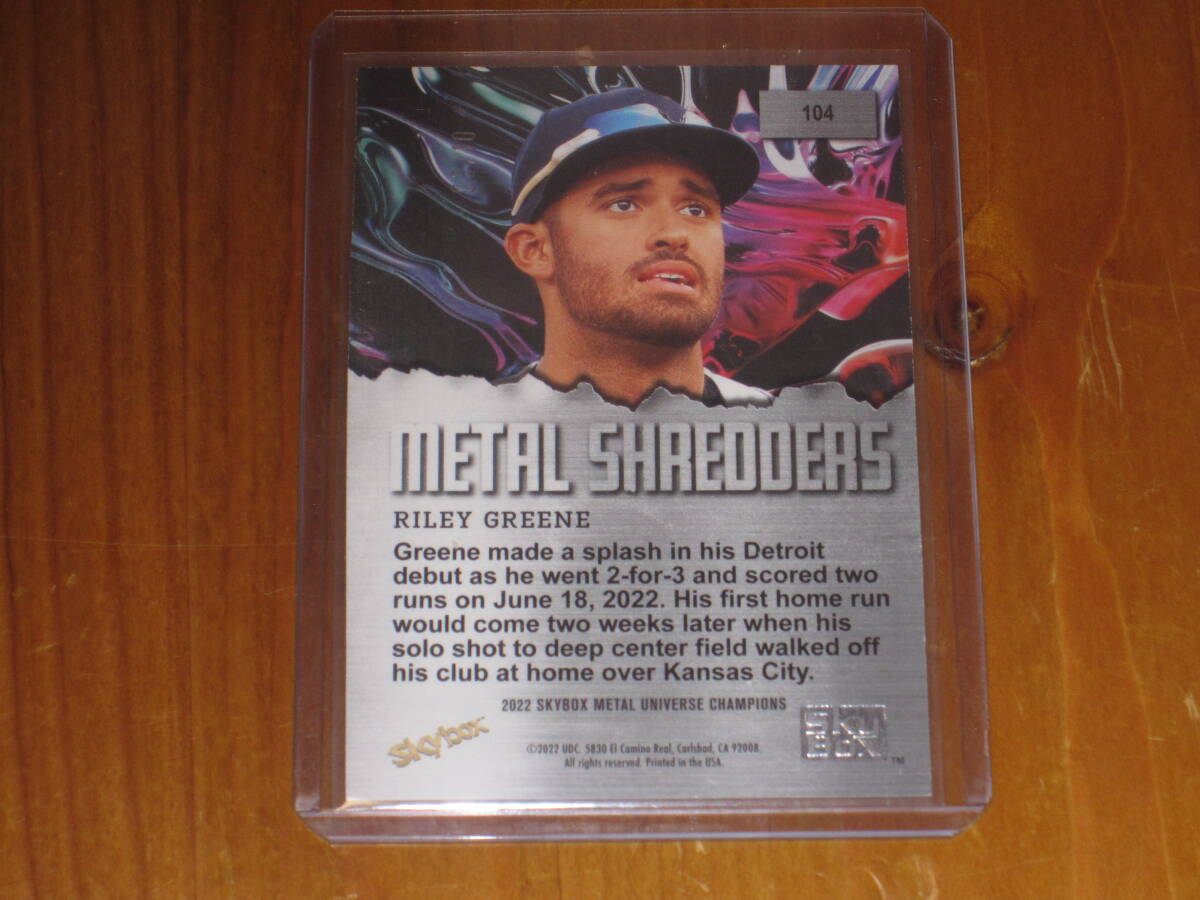 104
METAL SHREDDERS
RILEY GREENE
Greene made a splash in his Detroit
debut as he went 2-for-3 and scored two
runs on June 18, 2022. His first home run
would come two weeks later when his
solo shot to deep center field walked off
his club at home over Kansas City.
2022 SKYBOX METAL UNIVERSE CHAMPIONS
skybox
©2022 UDC. 5830 El Camino Real, Carlsbad, CA 92008.
All rights reserved. Printed in the USA.
SKY
BOX
™